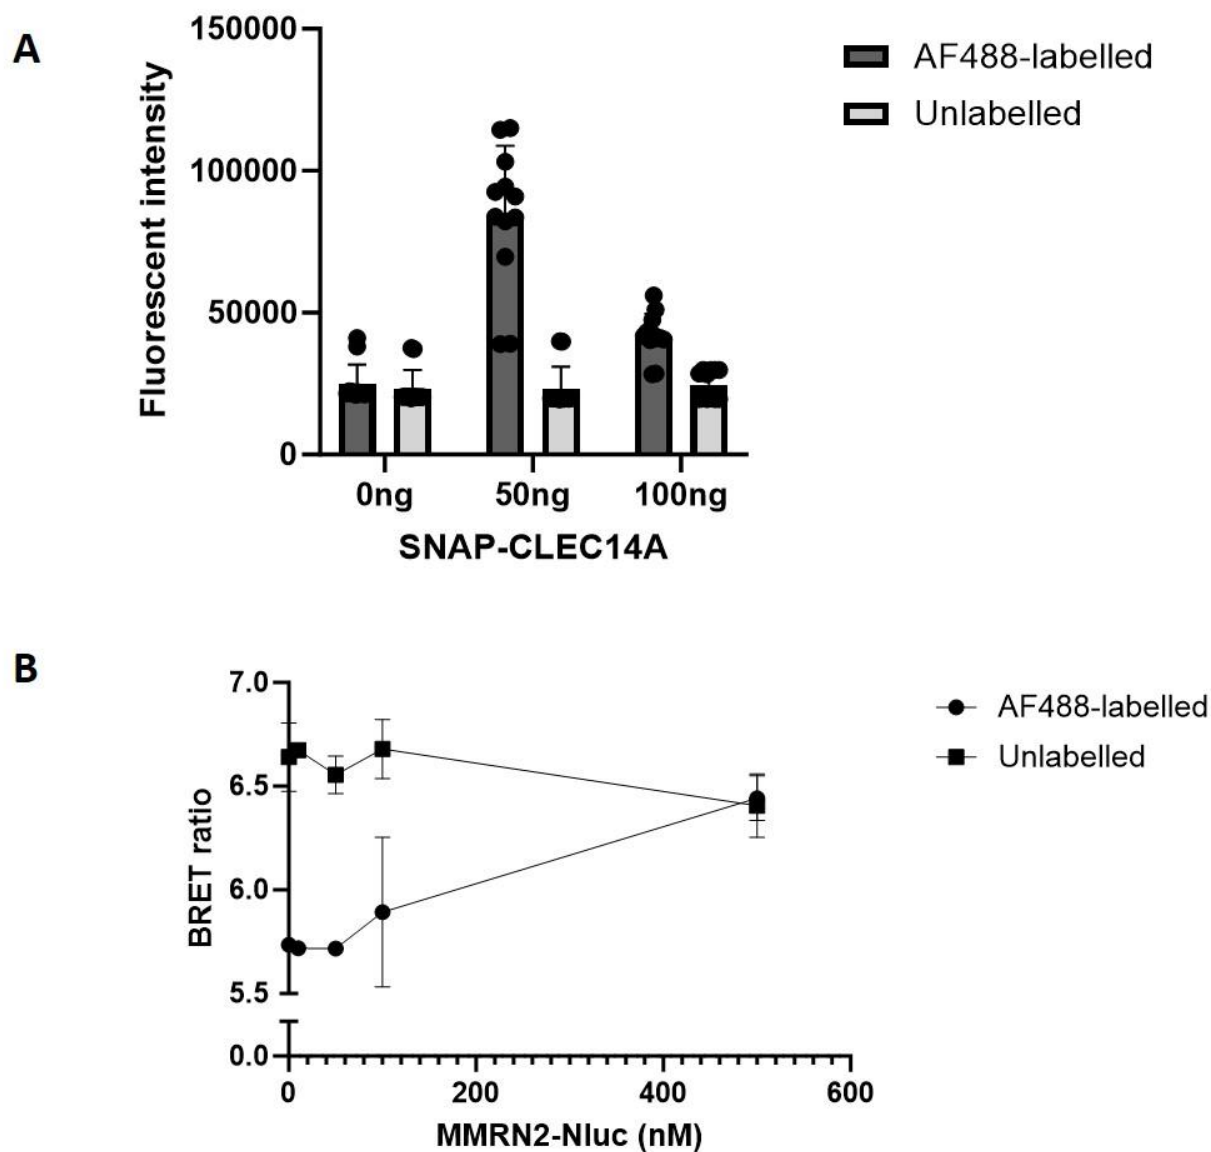 A
150000
100000
50000
0
Fluorescent intensity
0ng 50ng 100ng
SNAP-CLEC14A
AF488-labelled
Unlabelled
B
7.0
6.5
6.0
5.5
0.0
BRET ratio
0 200 400 600
MMRN2-Nluc (nM)
AF488-labelled
Unlabelled